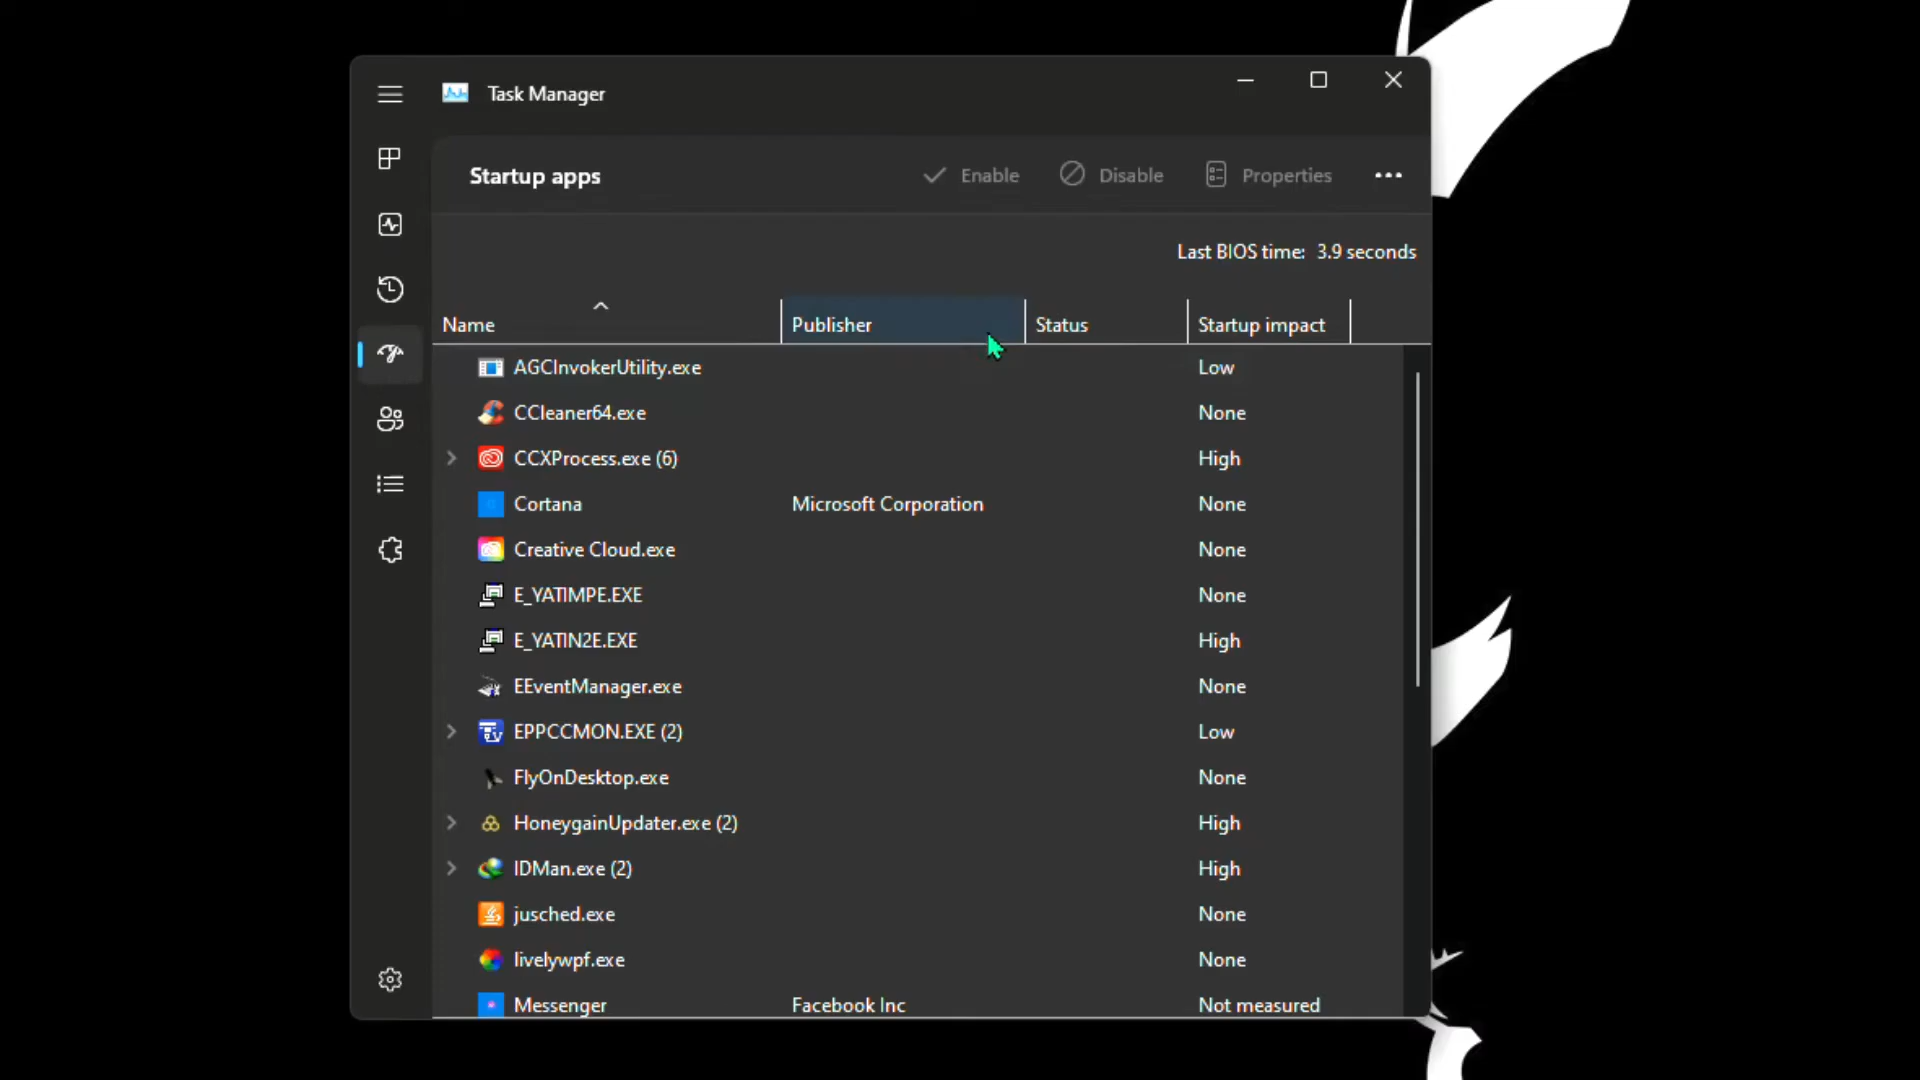 Task Manager
Startup apps Enable Disable Properties
Last BIOS time: 3.9 seconds
Name Publisher Status Startup impact
AGCInvokerUtility.exe Low
CCleaner64.exe None
CCXProcess.exe (6) High
Cortana Microsoft Corporation None
Creative Cloud.exe None
E_YATIMPE.EXE None
E_YATIN2E.EXE High
EEventManager.exe None
EPPCCMON.EXE (2) Low
FlyOnDesktop.exe None
HoneygainUpdater.exe (2) High
IDMan.exe (2) High
jusched.exe None
livelywpf.exe None
Messenger Facebook Inc Not measured